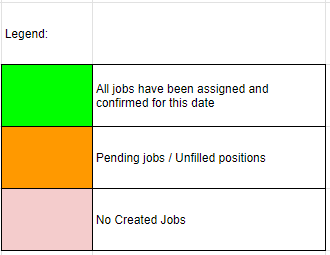 Legend:
All jobs have been assigned and
confirmed for this date
Pending jobs / Unfilled positions
No Created Jobs